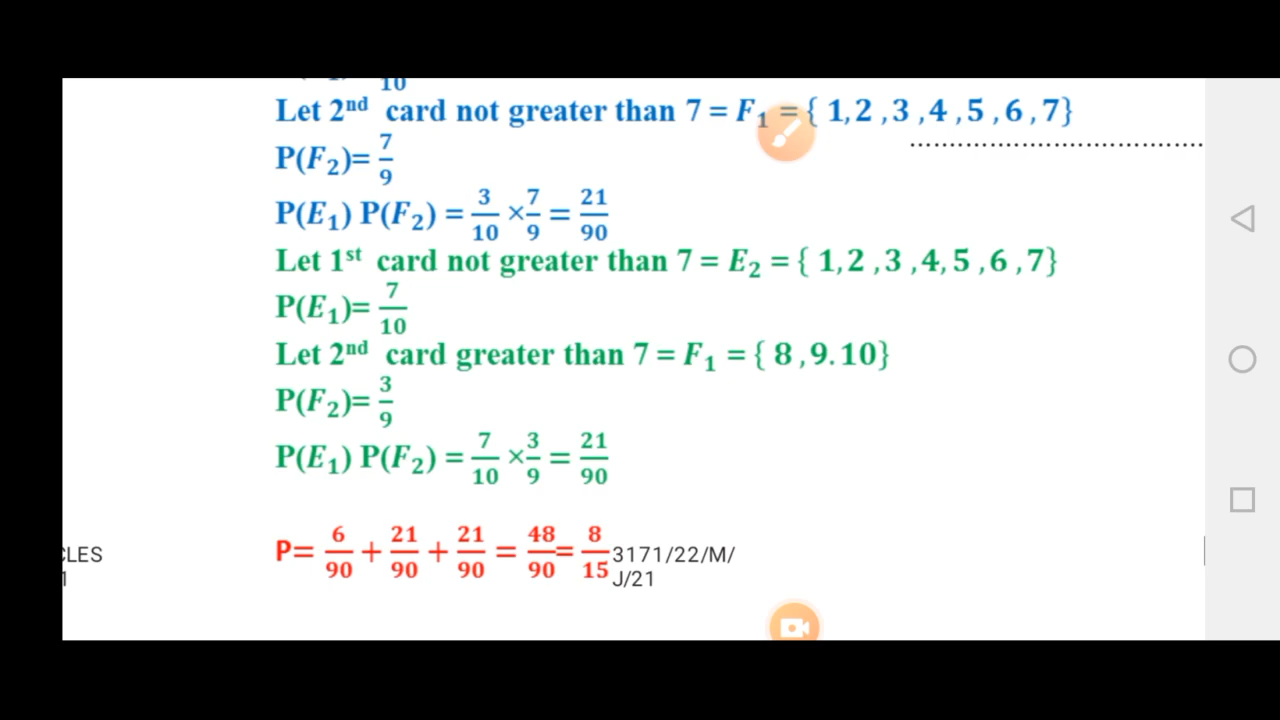 10
Let 2nd card not greater than 7 = F₁ = { 1,2 ,3 ,4 ,5 ,6 ,7}
P(F₂)= 7/9
P(E₁) P(F₂) = 3/10 × 7/9 = 21/90
Let 1st card not greater than 7 = E₂ = { 1,2 ,3 ,4,5 ,6 ,7}
P(E₁)= 7/10
Let 2nd card greater than 7 = F₁ = { 8 ,9.10}
P(F₂)= 3/9
P(E₁) P(F₂) = 7/10 × 3/9 = 21/90
P= 6/90 + 21/90 + 21/90 = 48/90 = 8/15
CLES
1
3171/22/M/
J/21